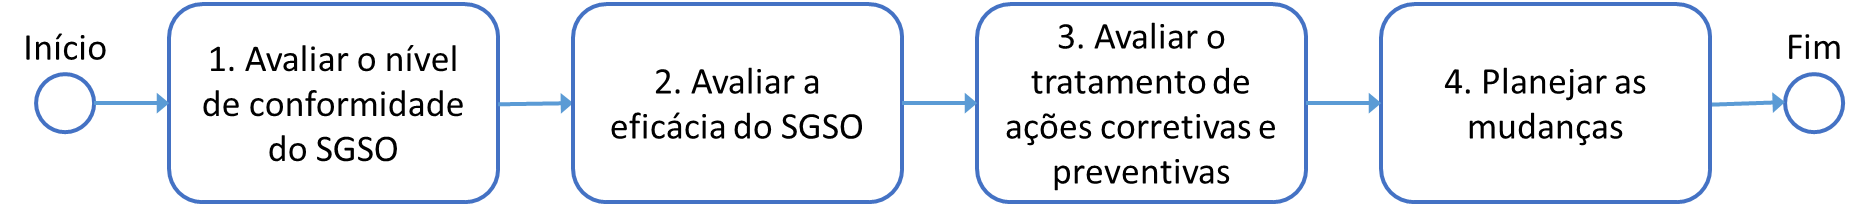 Início
1. Avaliar o nível
de conformidade
do SGSO
2. Avaliar a
eficácia do SGSO
3. Avaliar o
tratamento de
ações corretivas e
preventivas
4. Planejar as
mudanças
Fim